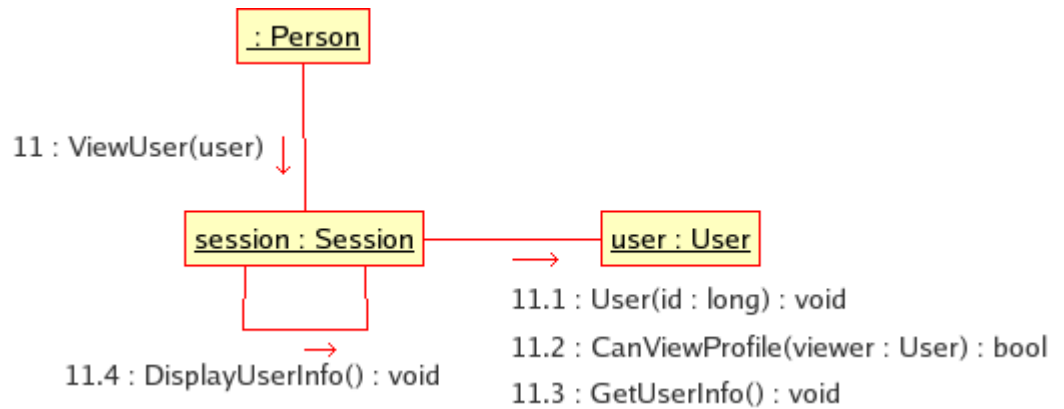 : Person
11 : ViewUser(user)
session : Session
user : User
11.1 : User(id : long) : void
11.2 : CanViewProfile(viewer : User) : bool
11.4 : DisplayUserInfo() : void
11.3 : GetUserInfo() : void